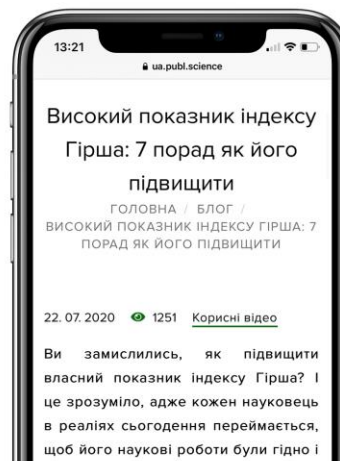 13:21
ua.publ.science
Високий показник індексу
Гірша: 7 порад як його
підвищити
ГОЛОВНА / БЛОГ /
ВИСОКИЙ ПОКАЗНИК ІНДЕКСУ ГІРША: 7
ПОРАД ЯК ЙОГО ПІДВИЩИТИ
22. 07. 2020 1251 Корисні відео
Ви замислились, як підвищити
власний показник індексу Гірша? І
це зрозуміло, адже кожен науковець
в реаліях сьогодення переймається,
щоб його наукові роботи були гідно і